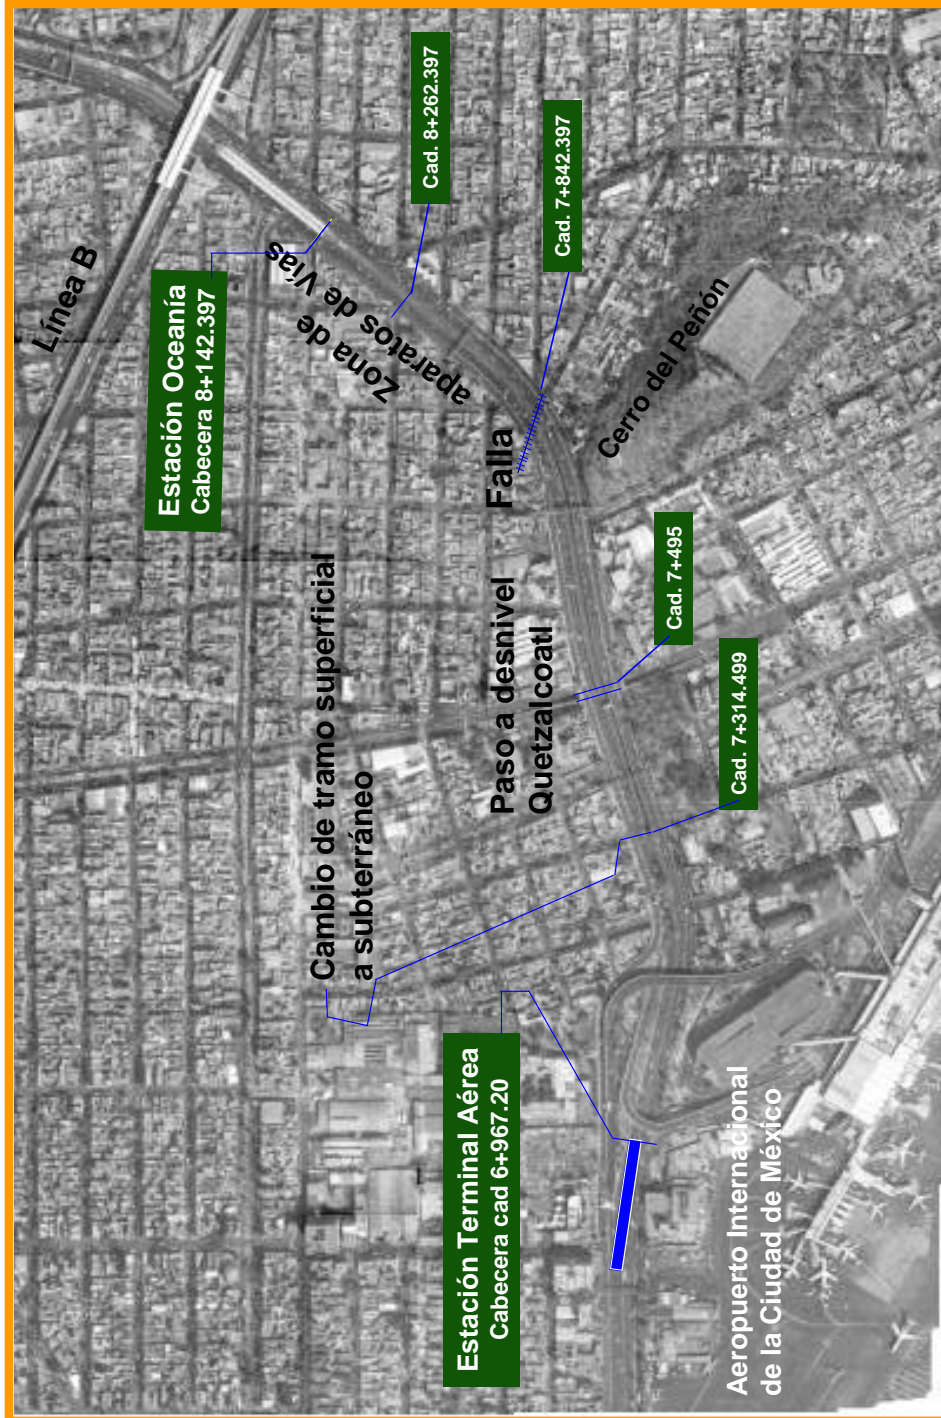 Línea B
Estación Oceanía
Cabecera 8+142.397
Zona de
aparatos de Vías
Cad. 8+262.397
Cad. 7+842.397
Falla
Cerro del Peñón
Cambio de tramo superficial
a subterráneo
Paso a desnivel
Quetzalcoatl
Cad. 7+495
Cad. 7+314.499
Estación Terminal Aérea
Cabecera cad 6+967.20
Aeropuerto Internacional
de la Ciudad de México